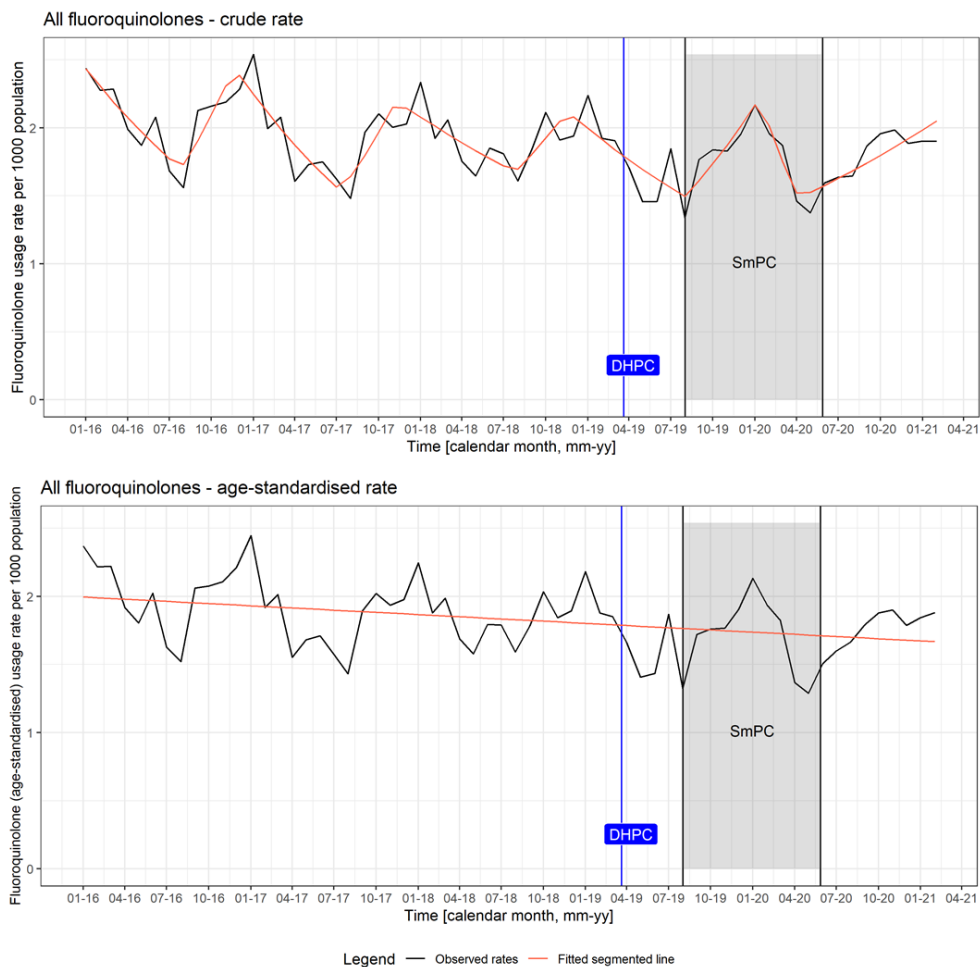 All fluoroquinolones - crude rate
Fluoroquinolone usage rate per 1000 population
2
1
0
SmPC
DHPC
01-16 04-16 07-16 10-16 01-17 04-17 07-17 10-17 01-18 04-18 07-18 10-18 01-19 04-19 07-19 10-19 01-20 04-20 07-20 10-20 01-21 04-21
Time [calendar month, mm-yy]
All fluoroquinolones - age-standardised rate
Fluoroquinolone (age-standardised) usage rate per 1000 population
2
1
0
SmPC
DHPC
01-16 04-16 07-16 10-16 01-17 04-17 07-17 10-17 01-18 04-18 07-18 10-18 01-19 04-19 07-19 10-19 01-20 04-20 07-20 10-20 01-21 04-21
Time [calendar month, mm-yy]
Legend Observed rates Fitted segmented line